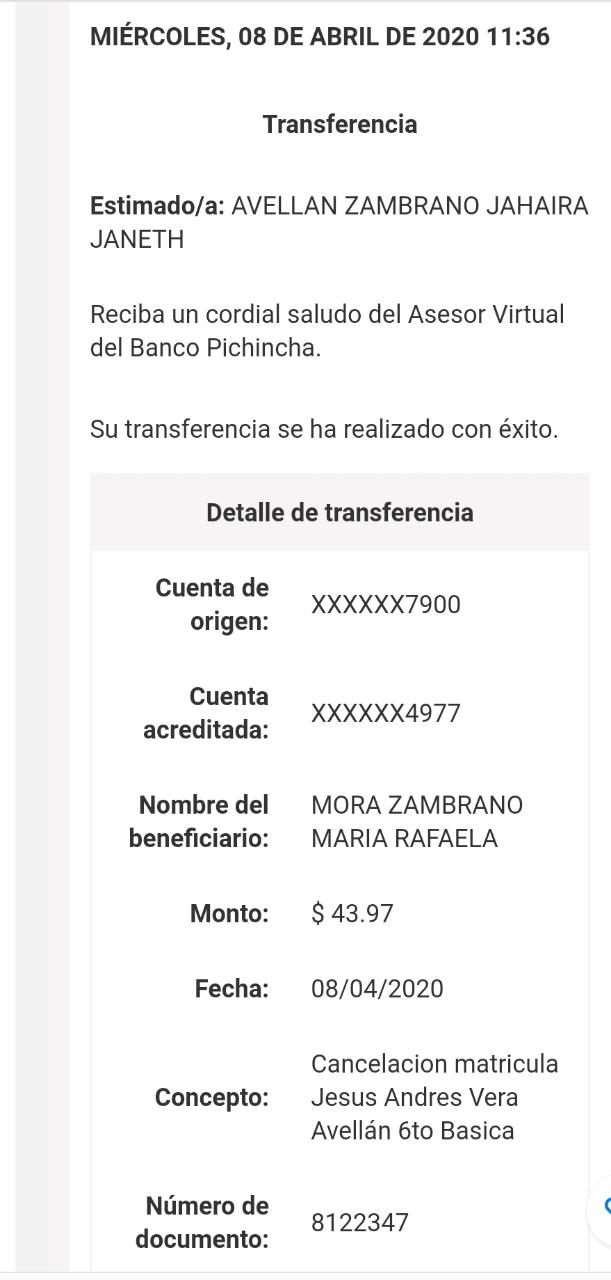 MIÉRCOLES, 08 DE ABRIL DE 2020 11:36
Transferencia
Estimado/a: AVELLAN ZAMBRANO JAHAIRA
JANETH
Reciba un cordial saludo del Asesor Virtual
del Banco Pichincha.
Su transferencia se ha realizado con éxito.
Detalle de transferencia
Cuenta de
origen:
XXXXXX7900
Cuenta
acreditada:
XXXXXX4977
Nombre del
beneficiario:
MORA ZAMBRANO
MARIA RAFAELA
Monto:
$ 43.97
Fecha:
08/04/2020
Concepto:
Cancelacion matricula
Jesus Andres Vera
Avellán 6to Basica
Número de
documento:
8122347